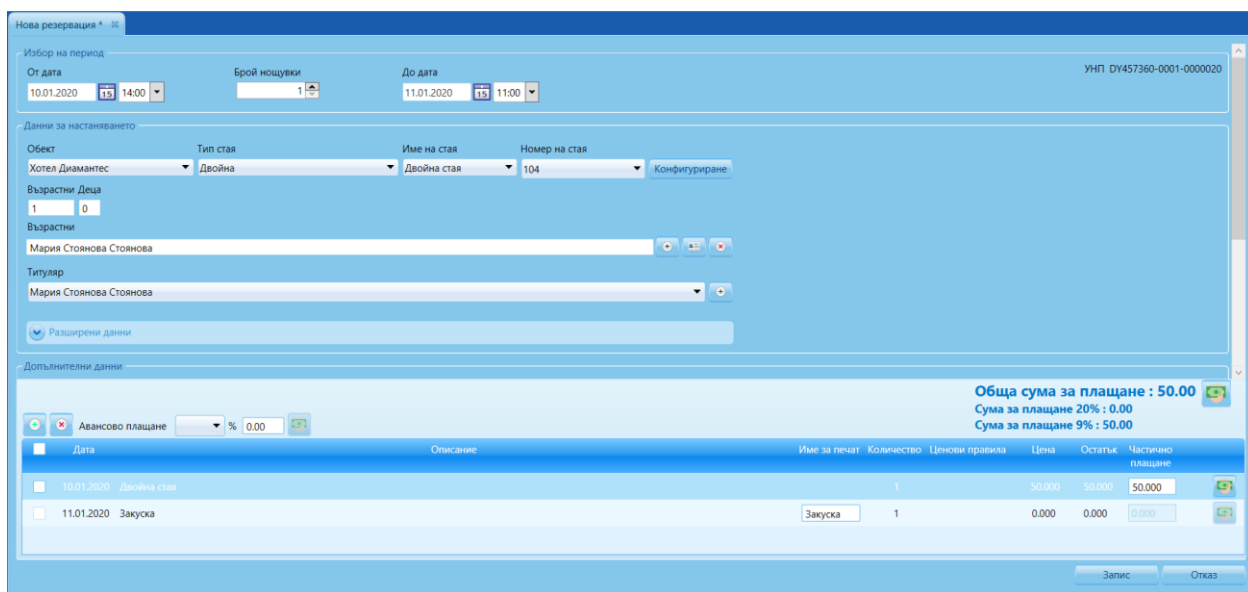 Нова резервация *
Избор на период
УНП DY457360-0001-0000020
От дата Брой нощувки До дата
10.01.2020 15 14:00 1 11.01.2020 15 11:00
Данни за настаняването
Обект Тип стая Име на стая Номер на стая
Хотел Диамантес Двойна Двойна стая 104 Конфигуриране
Възрастни Деца
1 0
Възрастни
Мария Стоянова Стоянова
Титуляр
Мария Стоянова Стоянова
Разширени данни
Допълнителни данни
Обща сума за плащане : 50.00
Сума за плащане 20% : 0.00
Авансово плащане % 0.00
Сума за плащане 9% : 50.00
Дата Описание Име за печат Количество Ценови правила Цена Остатък Частично
плащане
10.01.2020 Двойна стая 1 50.000 50.000 50.000
11.01.2020 Закуска Закуска 1 0.000 0.000 0.000
Запис Отказ